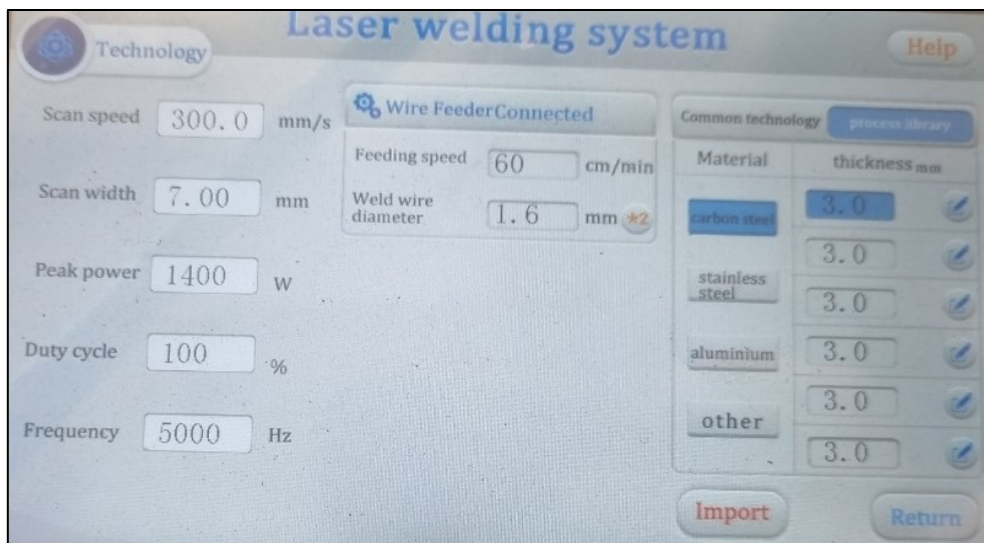 Laser welding system
Technology
Help
Scan speed 300.0 mm/s
Scan width 7.00 mm
Peak power 1400 W
Duty cycle 100 %
Frequency 5000 Hz
Wire FeederConnected
Feeding speed 60 cm/min
Weld wire
diameter 1.6 mm *2
Common technology process library
Material thickness mm
carbon steel 3.0
3.0
stainless
steel 3.0
aluminium 3.0
3.0
other
3.0
Import Return